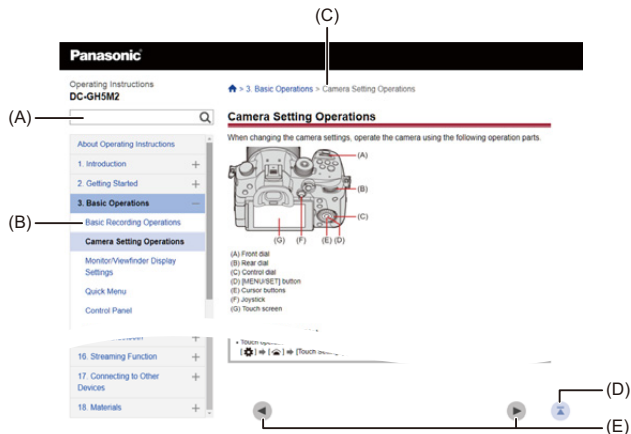 (C)
Panasonic
Operating Instructions
DC-GH5M2
> 3. Basic Operations > Camera Setting Operations
(A)
Camera Setting Operations
When changing the camera settings, operate the camera using the following operation parts.
About Operating Instructions
1. Introduction +
2. Getting Started +
3. Basic Operations −
(B)
Basic Recording Operations
Camera Setting Operations
Monitor/Viewfinder Display
Settings
Quick Menu
Control Panel
(A)
(B)
(C)
(G) (F) (E) (D)
(A) Front dial
(B) Rear dial
(C) Control dial
(D) [MENU/SET] button
(E) Cursor buttons
(F) Joystick
(G) Touch screen
16. Streaming Function +
17. Connecting to Other
Devices +
18. Materials +
[Touch
(D)
(E)